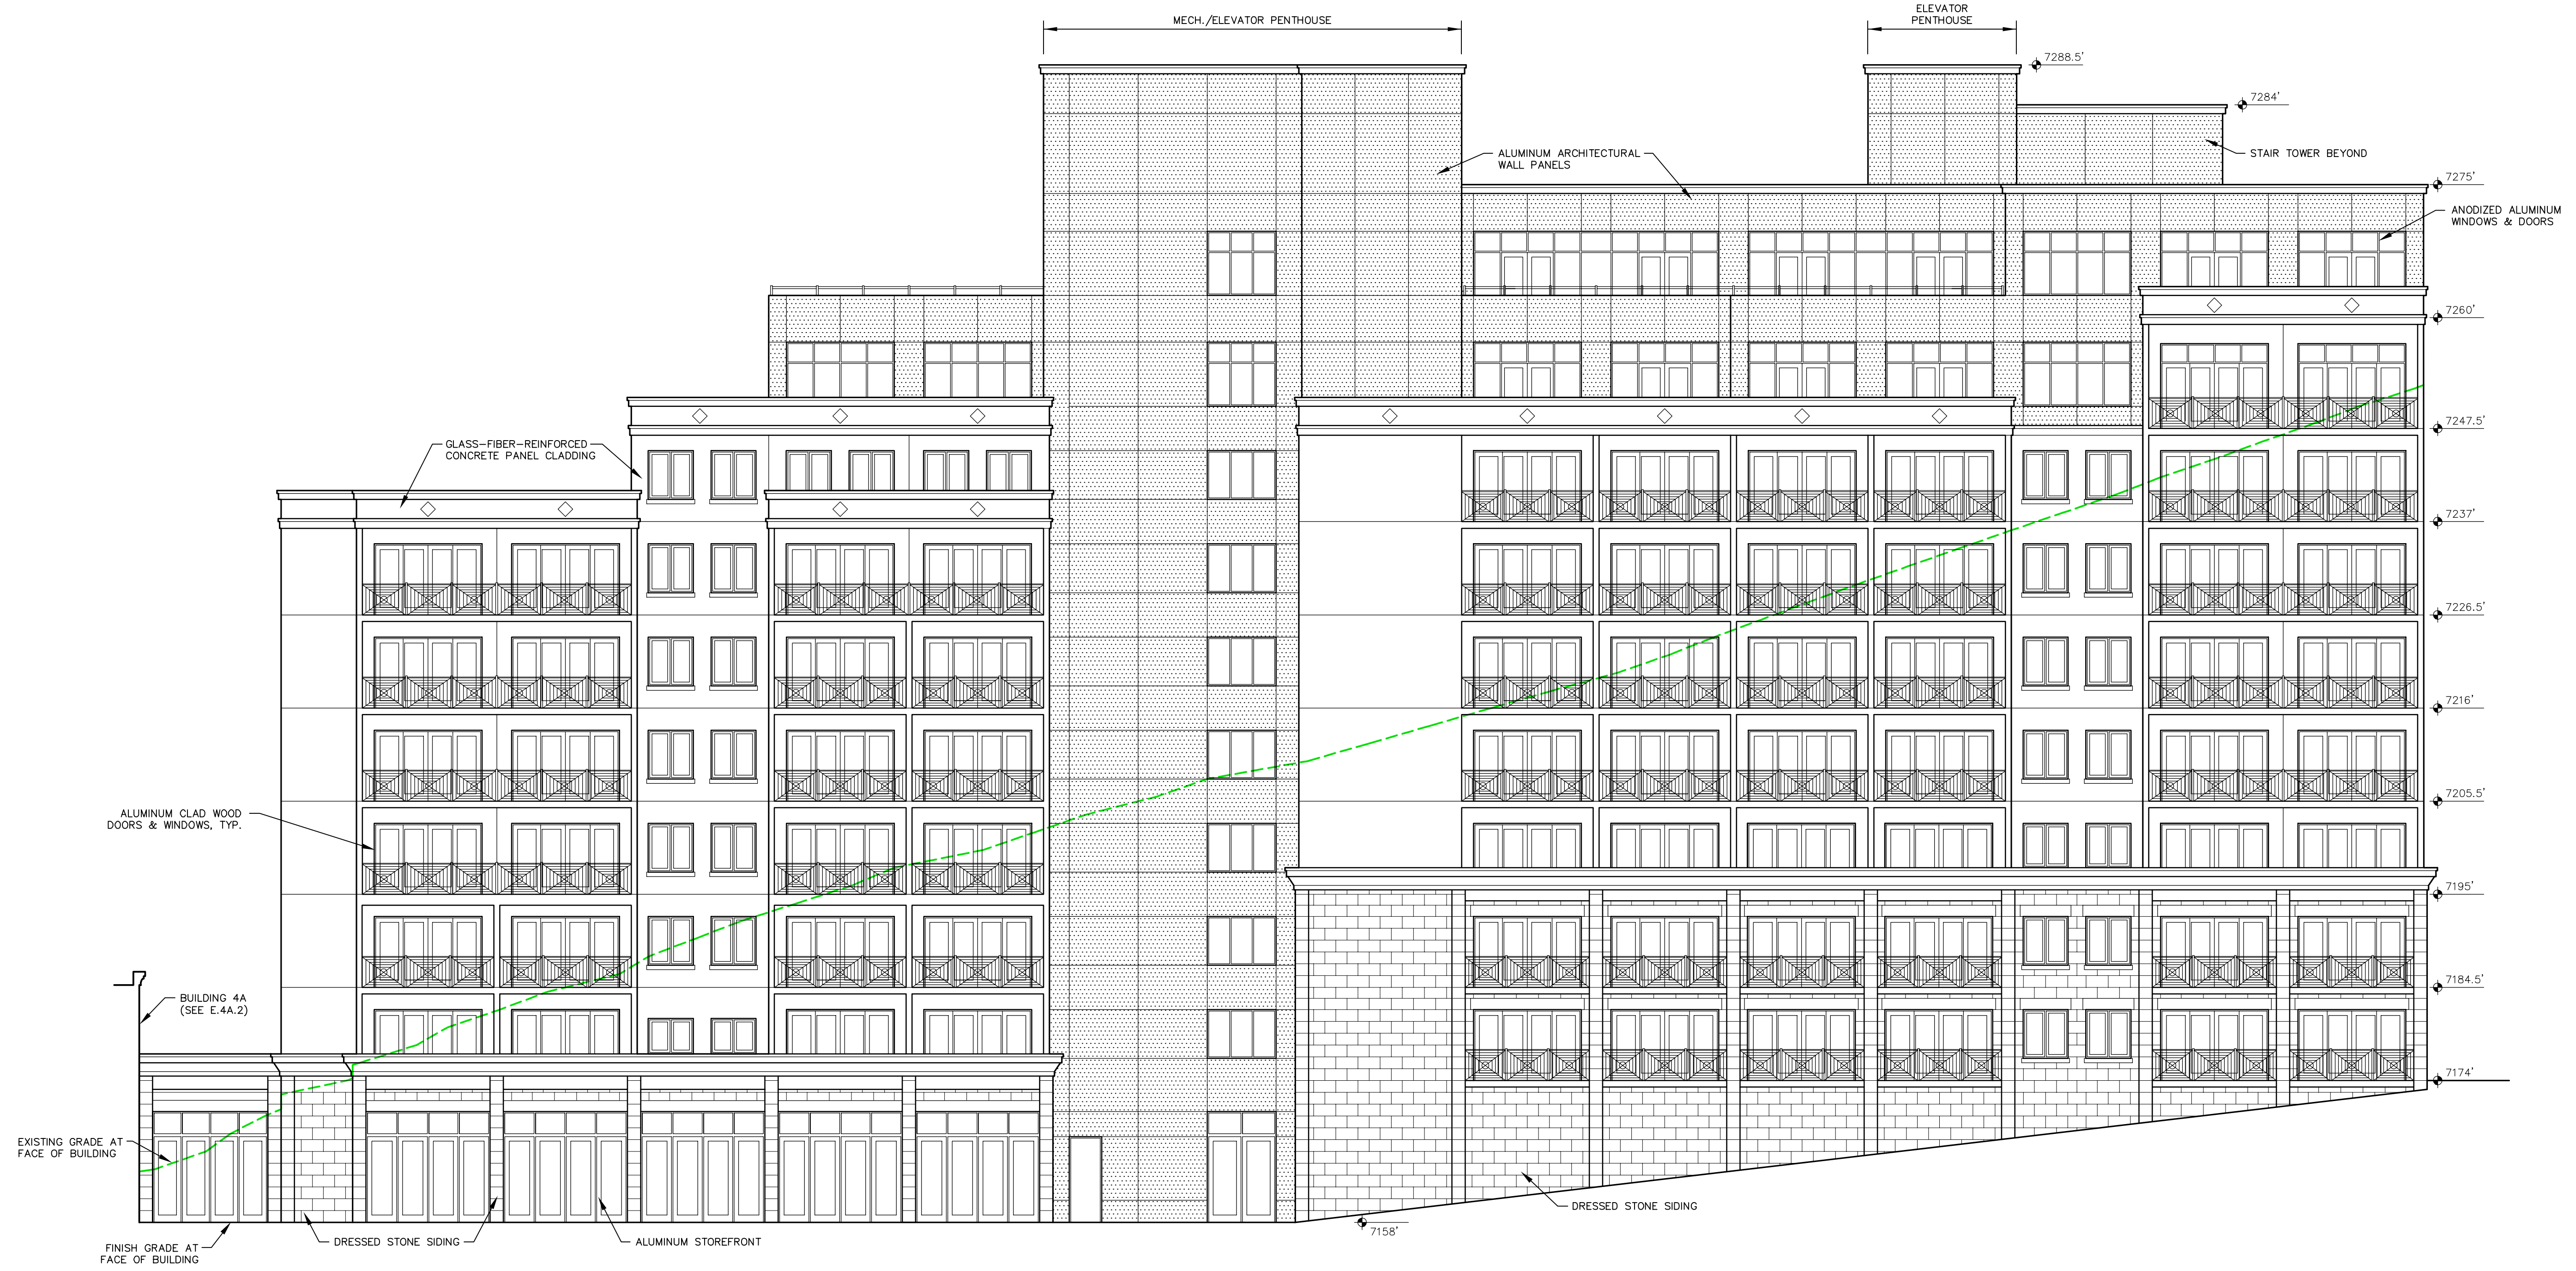 MECH./ELEVATOR PENTHOUSE
ELEVATOR
PENTHOUSE
7288.5'
7284'
ALUMINUM ARCHITECTURAL
WALL PANELS
STAIR TOWER BEYOND
7275'
ANODIZED ALUMINUM
WINDOWS & DOORS
7260'
7247.5'
GLASS-FIBER-REINFORCED
CONCRETE PANEL CLADDING
7237'
7226.5'
7216'
7205.5'
ALUMINUM CLAD WOOD
DOORS & WINDOWS, TYP.
7195'
7184.5'
BUILDING 4A
(SEE E.4A.2)
7174'
EXISTING GRADE AT
FACE OF BUILDING
DRESSED STONE SIDING
7158'
FINISH GRADE AT
FACE OF BUILDING
DRESSED STONE SIDING
ALUMINUM STOREFRONT